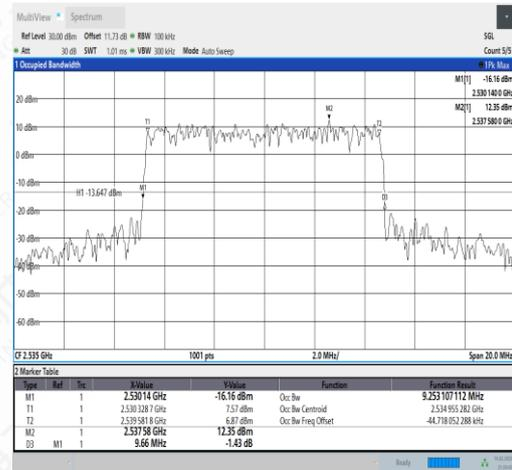 MultiView Spectrum
Ref Level 30.00 dBm Offset 11.73 dB RBW 100 kHz SGL
Att 30 dB SWT 1.01 ms VBW 300 kHz Mode Auto Sweep Count 5/5
1 Occupied Bandwidth 1Pk Max
M1[1] -16.16 dBm
2.530 140 0 GHz
20 dBm
M2[1] 12.35 dBm
2.537 580 0 GHz
M2
T1 T2
10 dBm
0 dBm
-10 dBm
M1
H1 -13.647 dBm
D3
-20 dBm
-30 dBm
-40 dBm
-50 dBm
-60 dBm
CF 2.535 GHz 1001 pts 2.0 MHz/ Span 20.0 MHz
2 Marker Table
Type Ref Trc X-Value Y-Value Function Function Result
M1 1 2.53014 GHz -16.16 dBm Occ Bw 9.253 107 112 MHz
T1 1 2.530 328 7 GHz 7.57 dBm Occ Bw Centroid 2.534 955 282 GHz
T2 1 2.539 581 8 GHz 6.87 dBm Occ Bw Freq Offset -44.718 052 288 kHz
M2 1 2.53758 GHz 12.35 dBm
D3 M1 1 9.66 MHz -1.43 dB
Ready